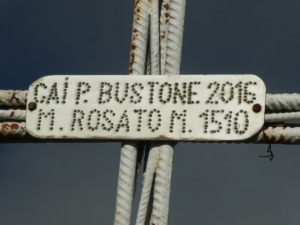 CAI P. BUSTONE 2016
M. ROSATO M. 1510